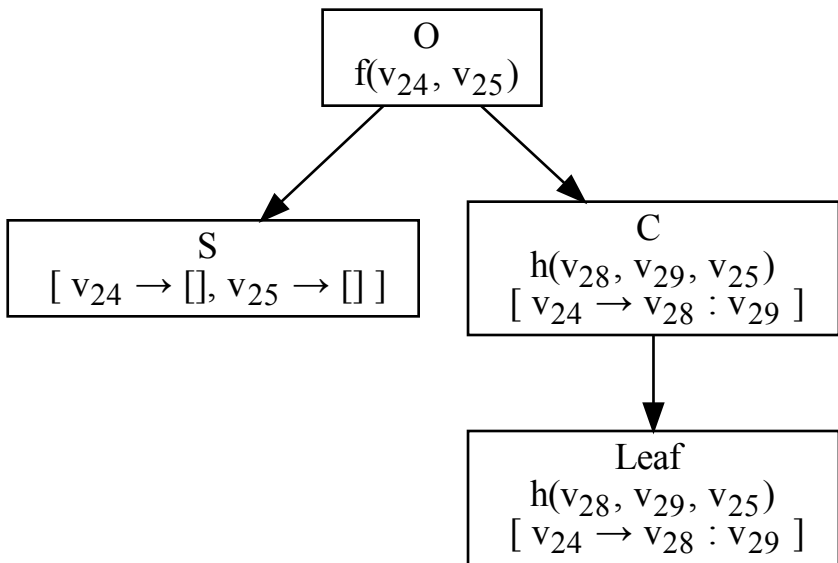 O
f(v₂₄, v₂₅)
S
[ v₂₄ → [], v₂₅ → [] ]
C
h(v₂₈, v₂₉, v₂₅)
[ v₂₄ → v₂₈ : v₂₉ ]
Leaf
h(v₂₈, v₂₉, v₂₅)
[ v₂₄ → v₂₈ : v₂₉ ]